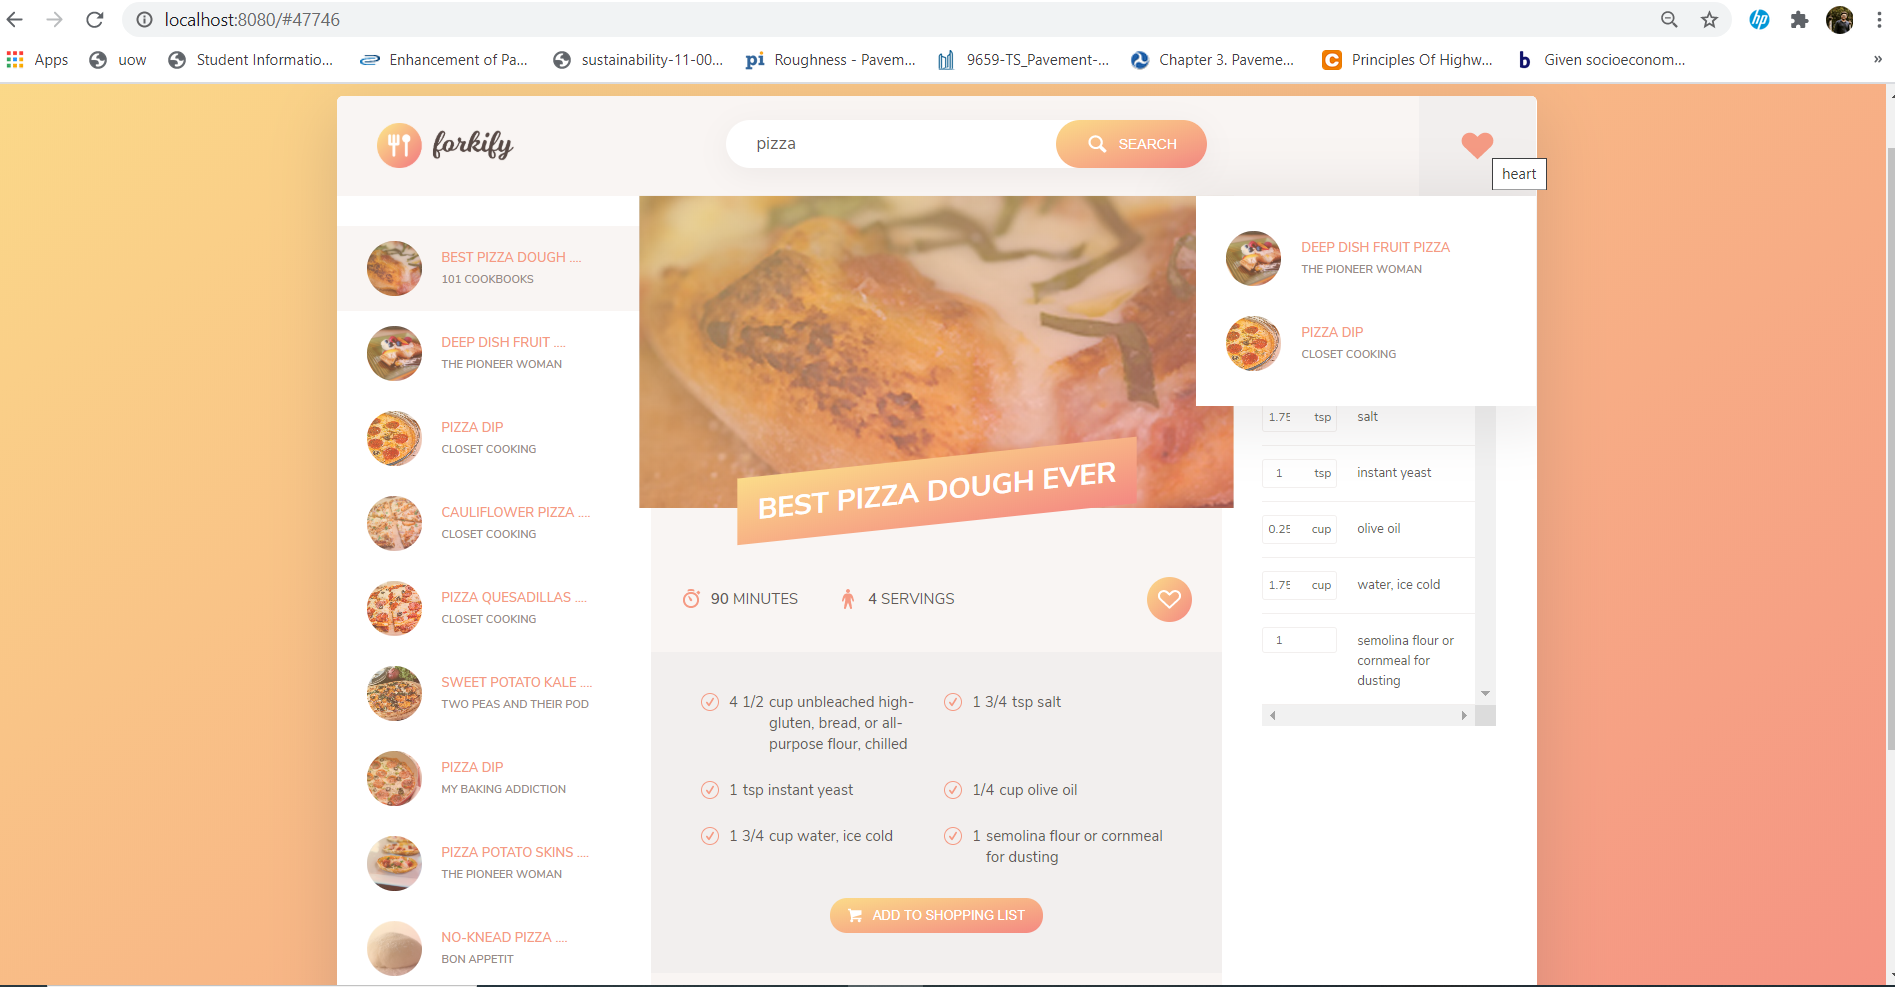 localhost:8080/#47746
Apps
uow
Student Informatio...
Enhancement of Pa...
sustainability-11-00...
pi Roughness - Pavem...
9659-TS_Pavement-...
Chapter 3. Paveme...
C Principles Of Highw...
b Given socioeconom...
»
hp
forkify
pizza
SEARCH
heart
BEST PIZZA DOUGH ....
101 COOKBOOKS
DEEP DISH FRUIT ....
THE PIONEER WOMAN
PIZZA DIP
CLOSET COOKING
CAULIFLOWER PIZZA ....
CLOSET COOKING
PIZZA QUESADILLAS ....
CLOSET COOKING
SWEET POTATO KALE ....
TWO PEAS AND THEIR POD
PIZZA DIP
MY BAKING ADDICTION
PIZZA POTATO SKINS ....
THE PIONEER WOMAN
NO-KNEAD PIZZA ....
BON APPETIT
BEST PIZZA DOUGH EVER
90 MINUTES
4 SERVINGS
4 1/2 cup unbleached high-
gluten, bread, or all-
purpose flour, chilled
1 3/4 tsp salt
1 tsp instant yeast
1/4 cup olive oil
1 3/4 cup water, ice cold
1 semolina flour or cornmeal
for dusting
ADD TO SHOPPING LIST
DEEP DISH FRUIT PIZZA
THE PIONEER WOMAN
PIZZA DIP
CLOSET COOKING
1.75 tsp salt
1 tsp instant yeast
0.25 cup olive oil
1.75 cup water, ice cold
1 semolina flour or
cornmeal for
dusting